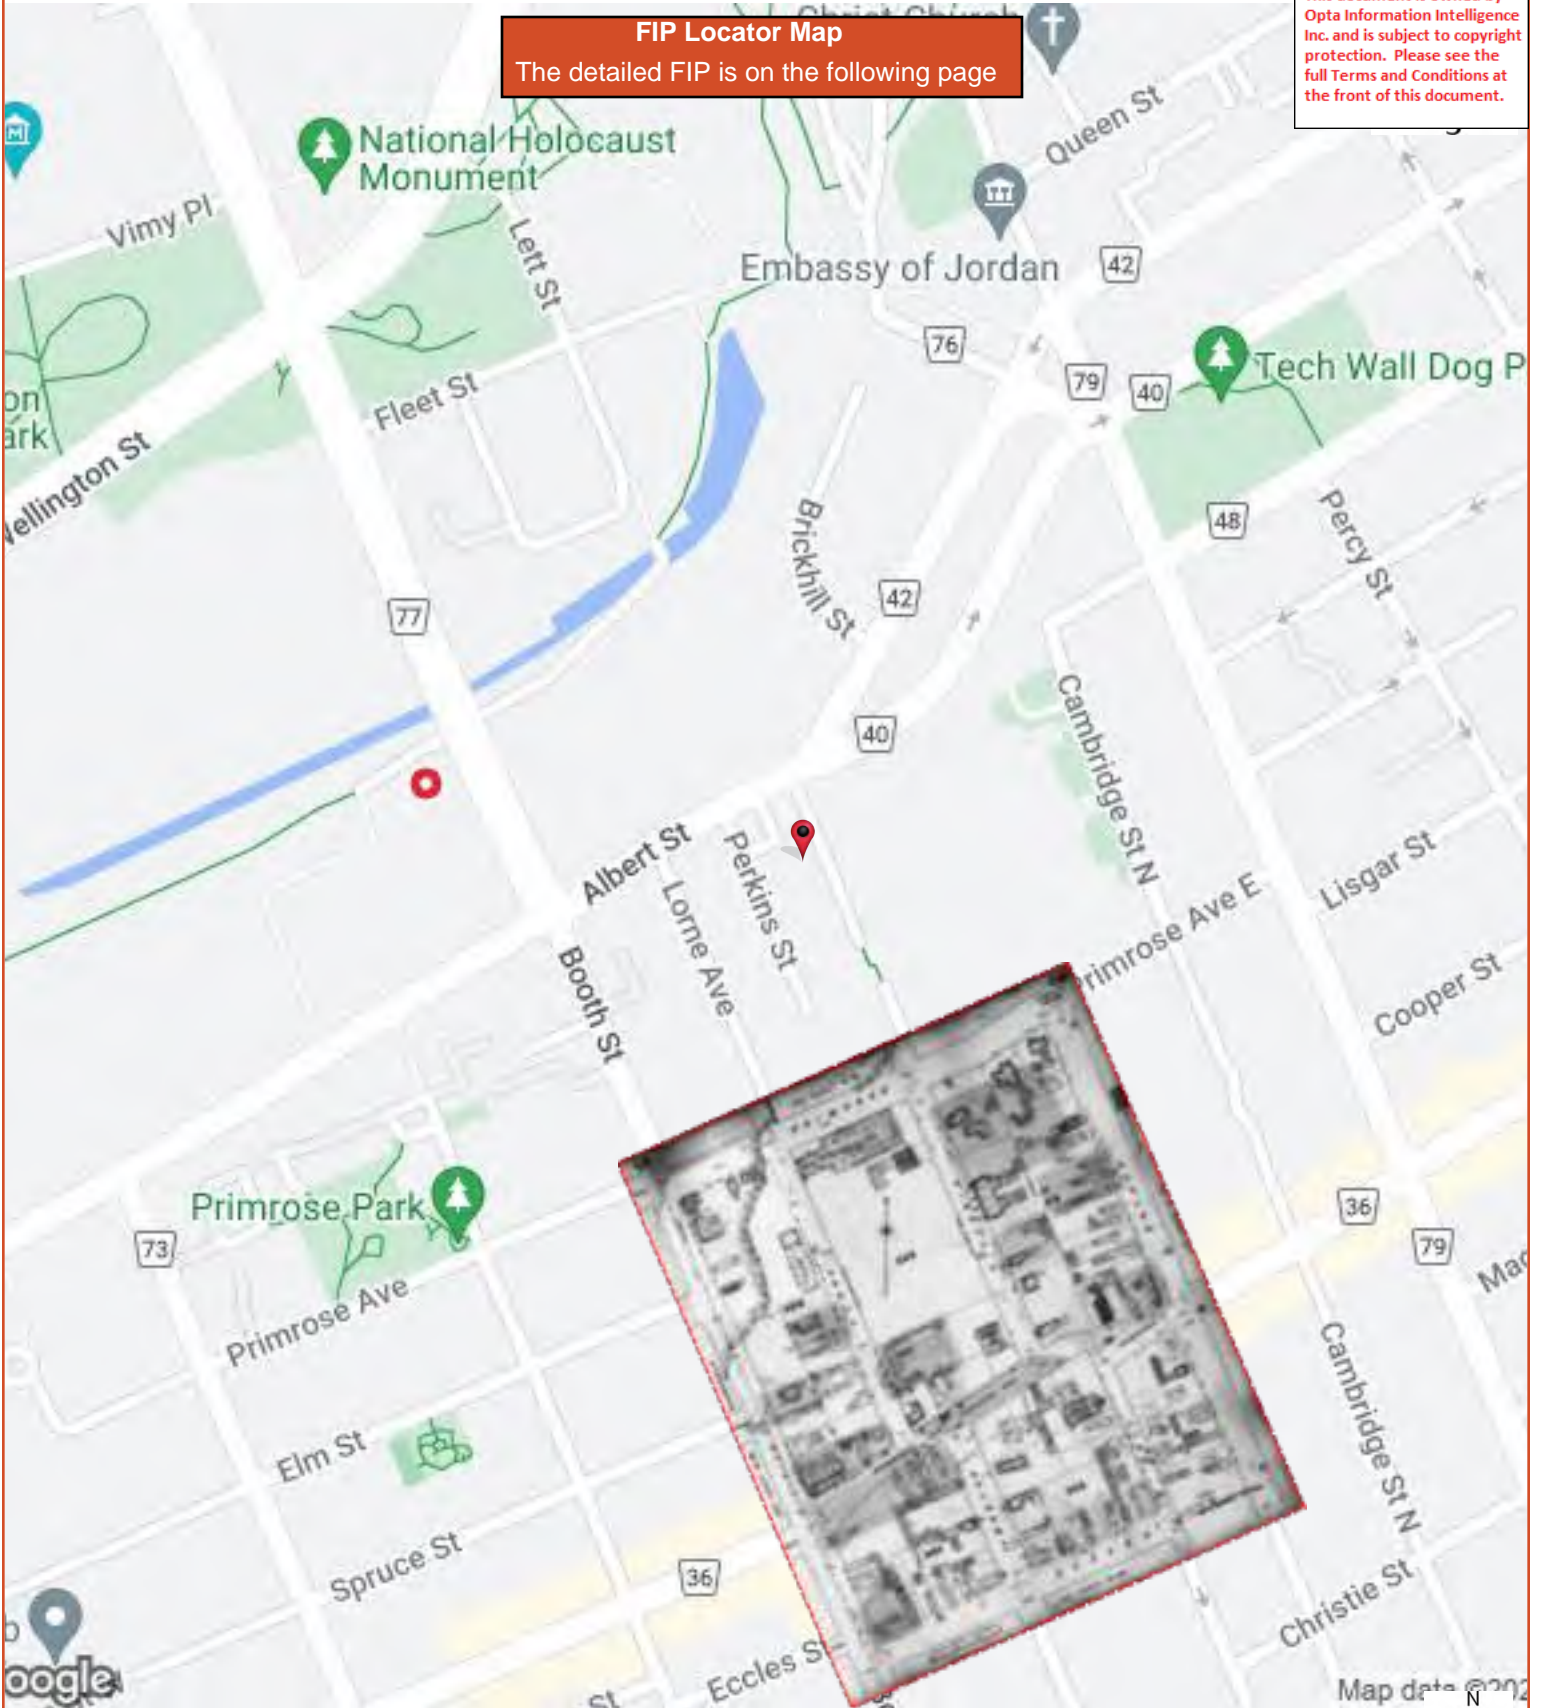 FIP Locator Map
The detailed FIP is on the following page
Opta Information Intelligence
Inc. and is subject to copyright
protection. Please see the
full Terms and Conditions at
the front of this document.
Queen St
National Holocaust
Monument
Vimy Pl
Lett St
Embassy of Jordan
42
76
79
40
Tech Wall Dog P
Fleet St
on
ark
Wellington St
48
Percy St
Brickhill St
42
77
Cambridge St N
40
Albert St
Perkins St
Lorne Ave
Lisgar St
Primrose Ave E
Booth St
Cooper St
Primrose Park
73
36
79
Primrose Ave
Elm St
Cambridge St N
Spruce St
36
Christie St
Eccles S
St
oogle
Map data ©202
N